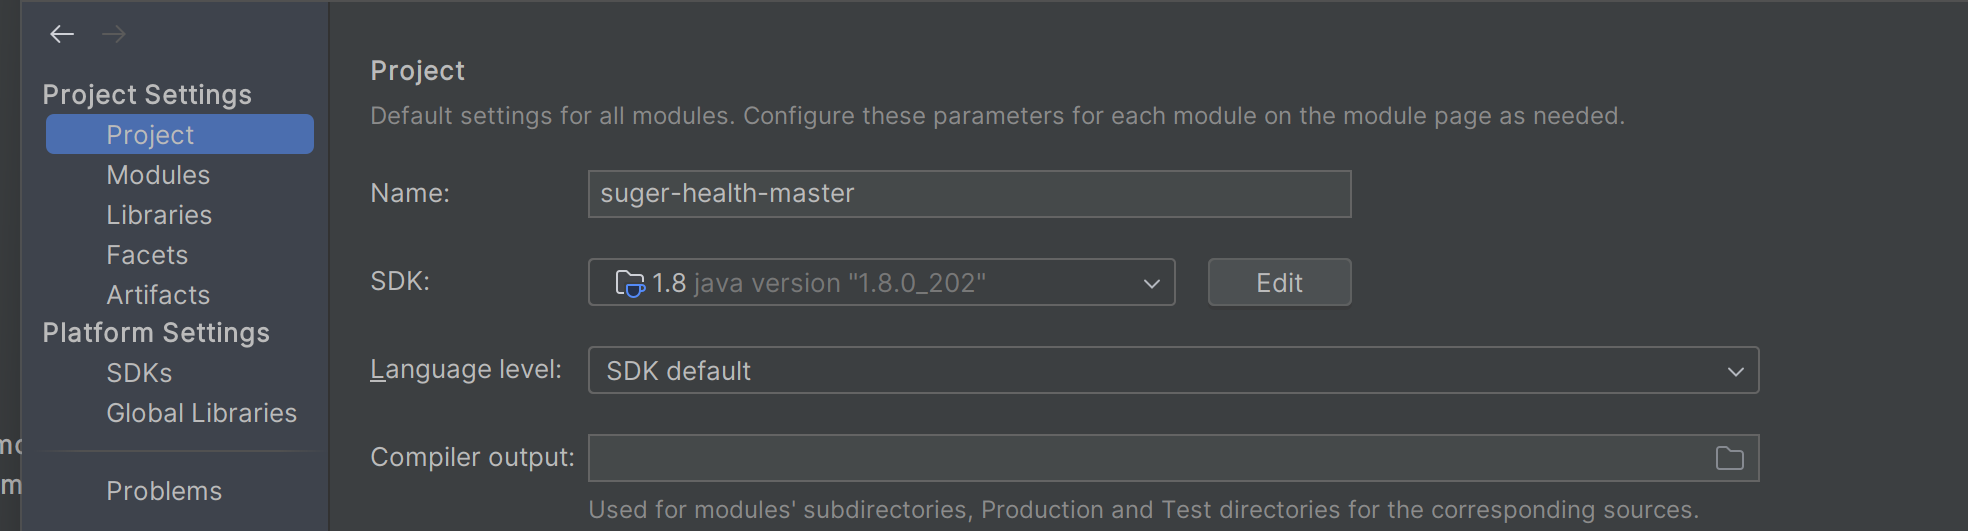 Project Settings
Project
Modules
Libraries
Facets
Artifacts
Platform Settings
SDKs
Global Libraries
Problems
Project
Default settings for all modules. Configure these parameters for each module on the module page as needed.
Name: suger-health-master
SDK: 1.8 java version "1.8.0_202" Edit
Language level: SDK default
Compiler output:
Used for modules' subdirectories, Production and Test directories for the corresponding sources.